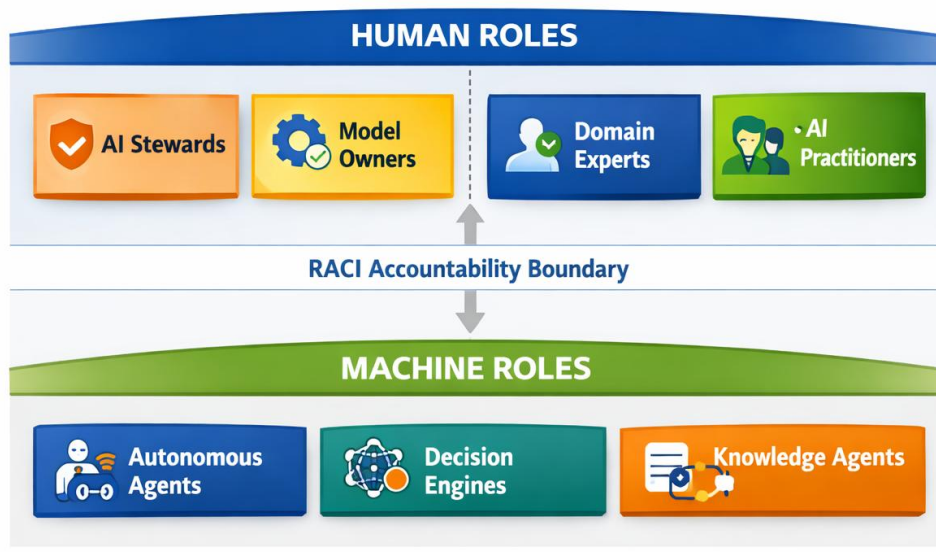 HUMAN ROLES
AI Stewards
Model
Owners
Domain
Experts
• AI
Practitioners
RACI Accountability Boundary
MACHINE ROLES
Autonomous
Agents
Decision
Engines
Knowledge Agents